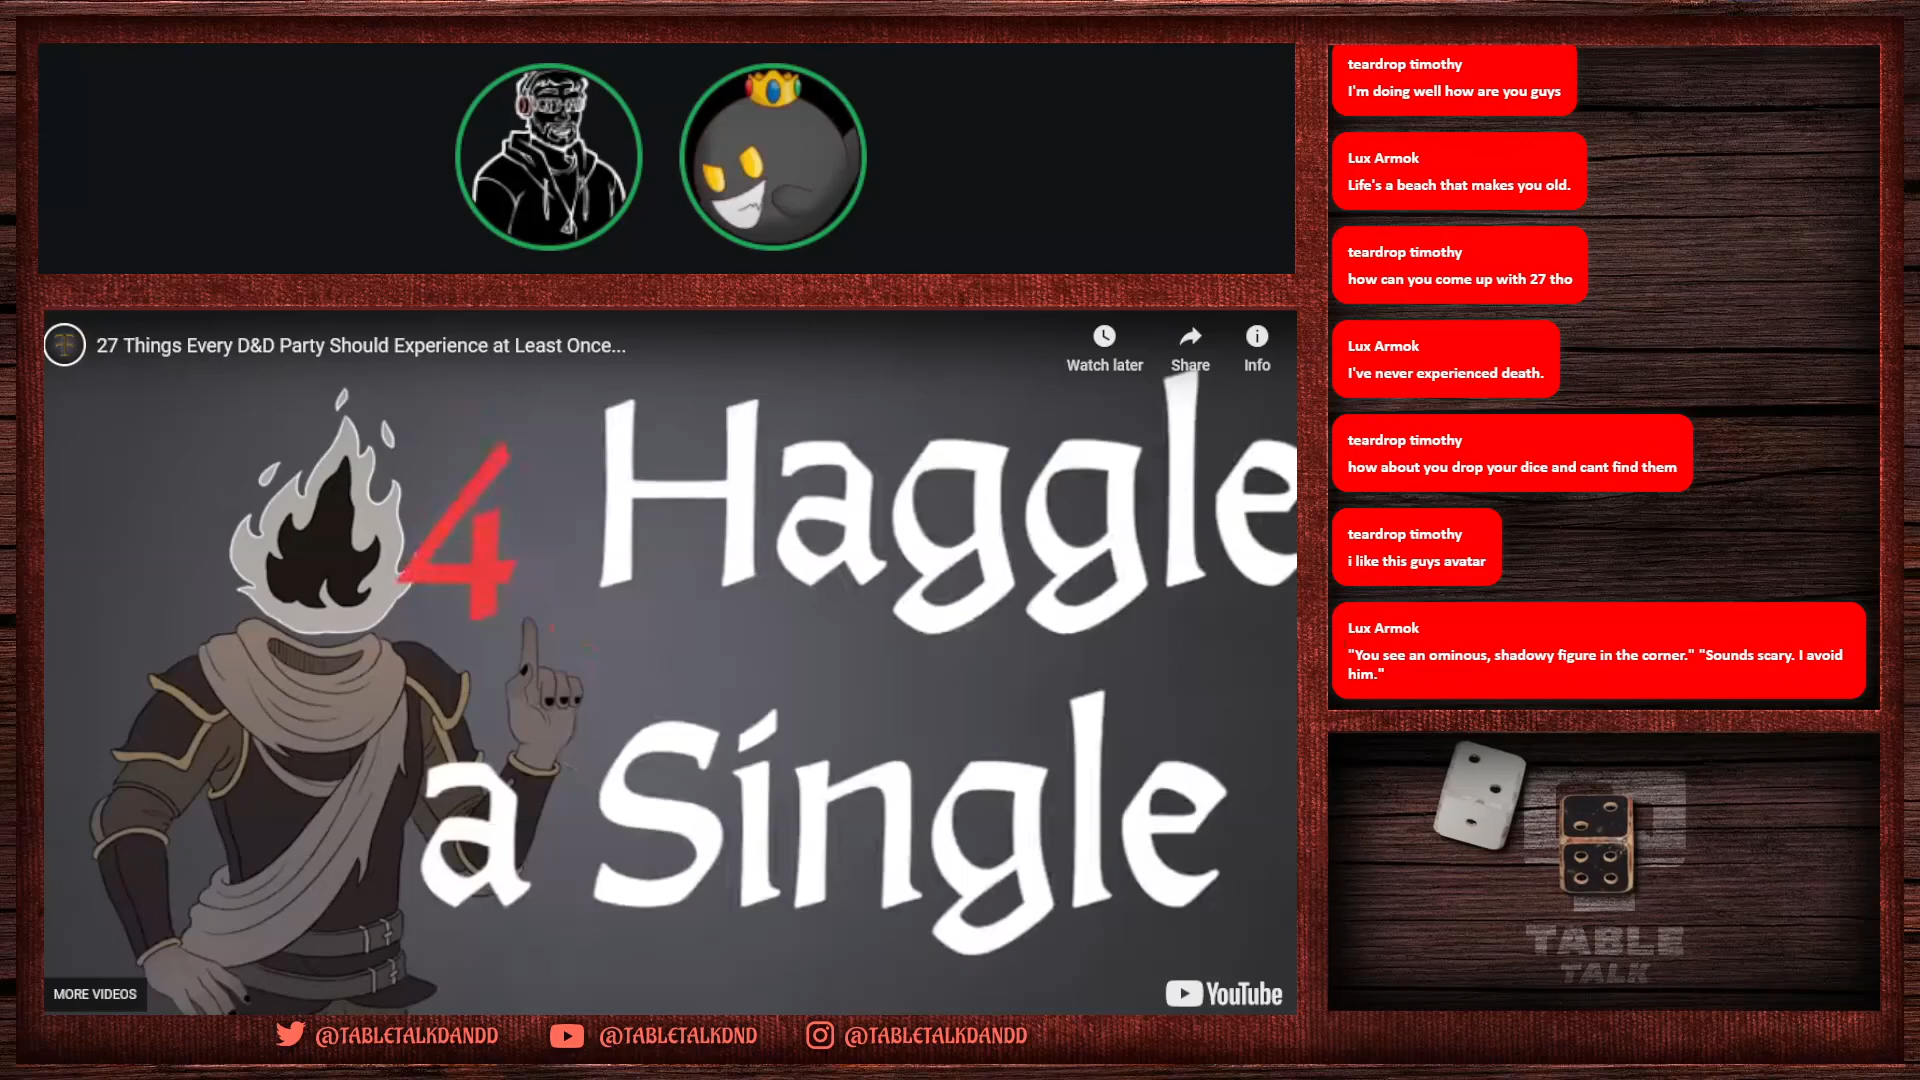 27 Things Every D&D Party Should Experience at Least Once...
Watch later
Share
Info
4 Haggle
a Single
MORE VIDEOS
YouTube
@TABLETALKDANDD
@TABLETALKDND
@TABLETALKDANDD
teardrop timothy
I'm doing well how are you guys
Lux Armok
Life's a beach that makes you old.
teardrop timothy
how can you come up with 27 tho
Lux Armok
I've never experienced death.
teardrop timothy
how about you drop your dice and cant find them
teardrop timothy
i like this guys avatar
Lux Armok
"You see an ominous, shadowy figure in the corner." "Sounds scary. I avoid
him."
TABLE
TALK